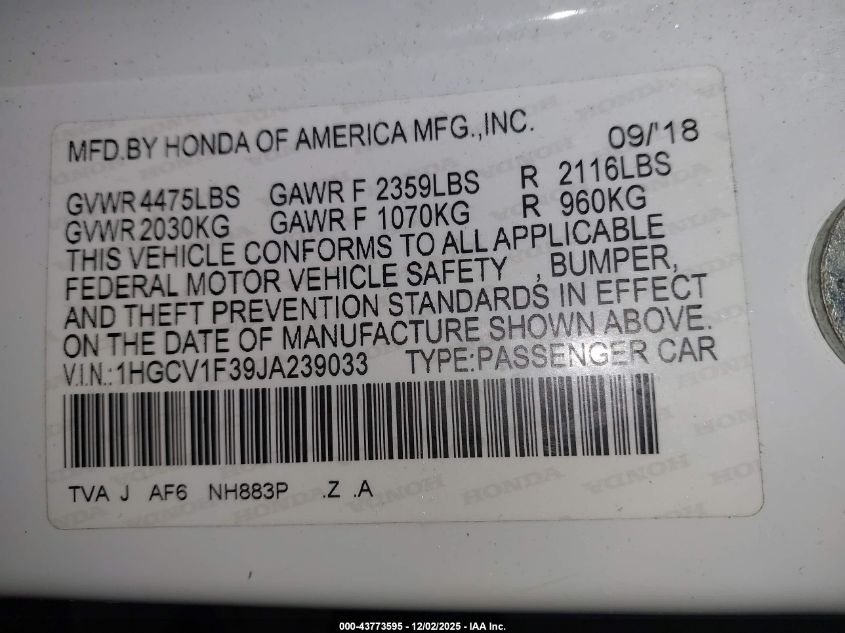 MFD.BY HONDA OF AMERICA MFG.,INC. 09/'18
GVWR 4475LBS GAWR F 2359LBS R 2116LBS
GVWR 2030KG GAWR F 1070KG R 960KG
THIS VEHICLE CONFORMS TO ALL APPLICABLE
FEDERAL MOTOR VEHICLE SAFETY , BUMPER,
AND THEFT PREVENTION STANDARDS IN EFFECT
ON THE DATE OF MANUFACTURE SHOWN ABOVE.
V.I.N.:1HGCV1F39JA239033 TYPE:PASSENGER CAR
TVA J AF6 NH883P .Z .A
000-43773595 - 12/02/2025 - IAA Inc.